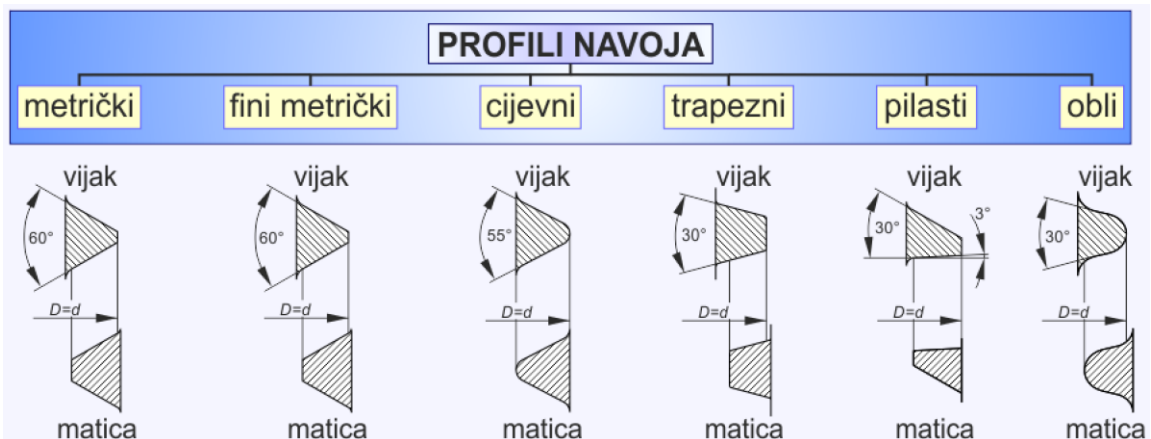 PROFILI NAVOJA
metrički fini metrički cijevni trapezni pilasti obli
vijak vijak vijak vijak vijak vijak
60° 60° 55° 30° 30° 3° 30°
D=d D=d D=d D=d D=d D=d
matica matica matica matica matica matica